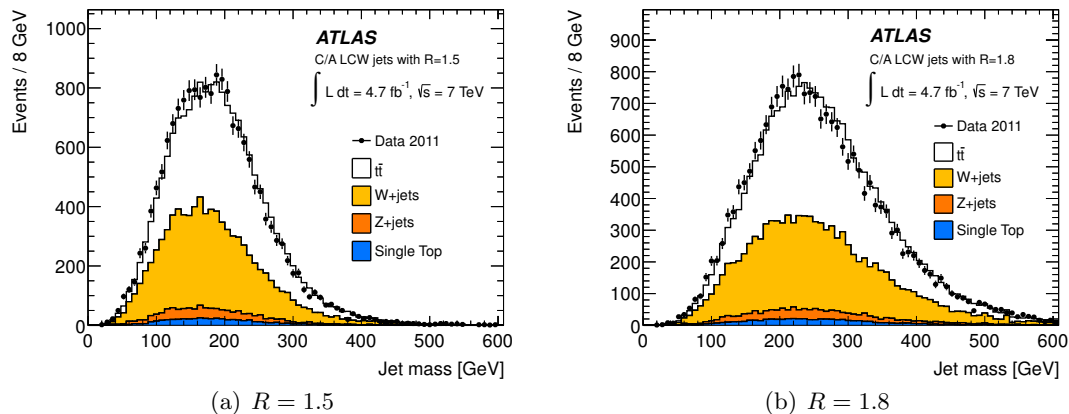 Events / 8 GeV
1000
800
600
400
200
0
ATLAS
C/A LCW jets with R=1.5
∫ L dt = 4.7 fb⁻¹, √s = 7 TeV
Data 2011
tt̄
W+jets
Z+jets
Single Top
0 100 200 300 400 500 600
Jet mass [GeV]
(a) R = 1.5
Events / 8 GeV
900
800
700
600
500
400
300
200
100
0
ATLAS
C/A LCW jets with R=1.8
∫ L dt = 4.7 fb⁻¹, √s = 7 TeV
Data 2011
tt̄
W+jets
Z+jets
Single Top
0 100 200 300 400 500 600
Jet mass [GeV]
(b) R = 1.8